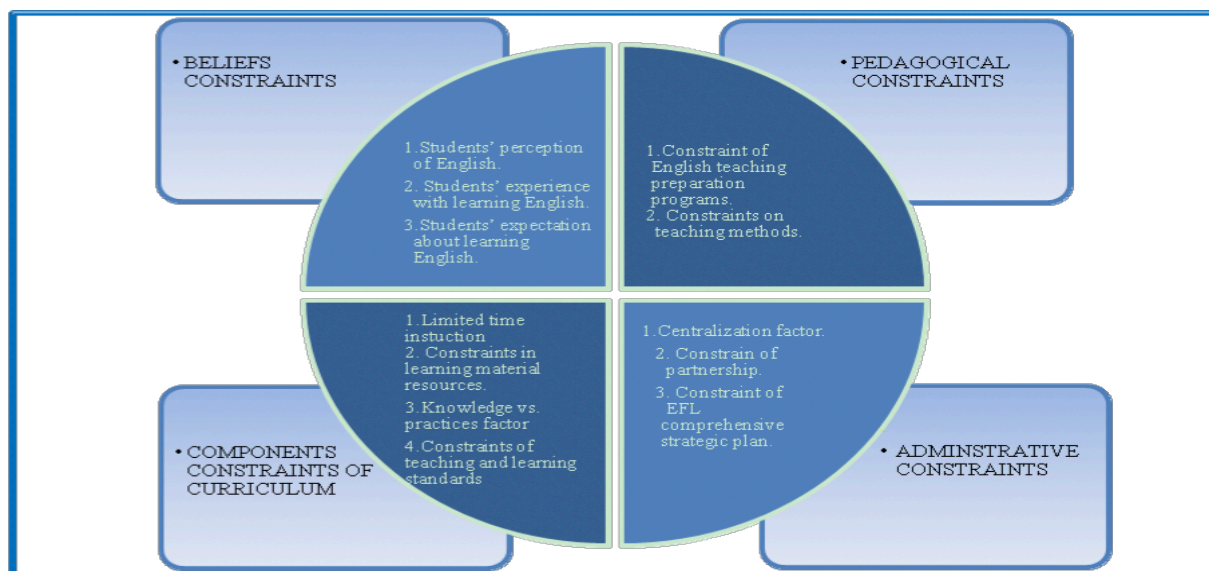 • BELIEFS
CONSTRAINTS
1.Students’ perception
of English.
2. Students’ experience
with learning English.
3.Students’ expectation
about learning
English.
• PEDAGOGICAL
CONSTRAINTS
1.Constraint of
English teaching
preparation
programs.
2. Constraints on
teaching methods.
• COMPONENTS
CONSTRAINTS OF
CURRICULUM
1.Limited time
instuction
2. Constraints in
learning material
resources.
3.Knowledge vs.
practices factor
4.Constraints of
teaching and learning
standards
1.Centralization factor.
2. Constrain of
partnership.
3. Constraint of
EFL
comprehensive
strategic plan.
• ADMINSTRATIVE
CONSTRAINTS